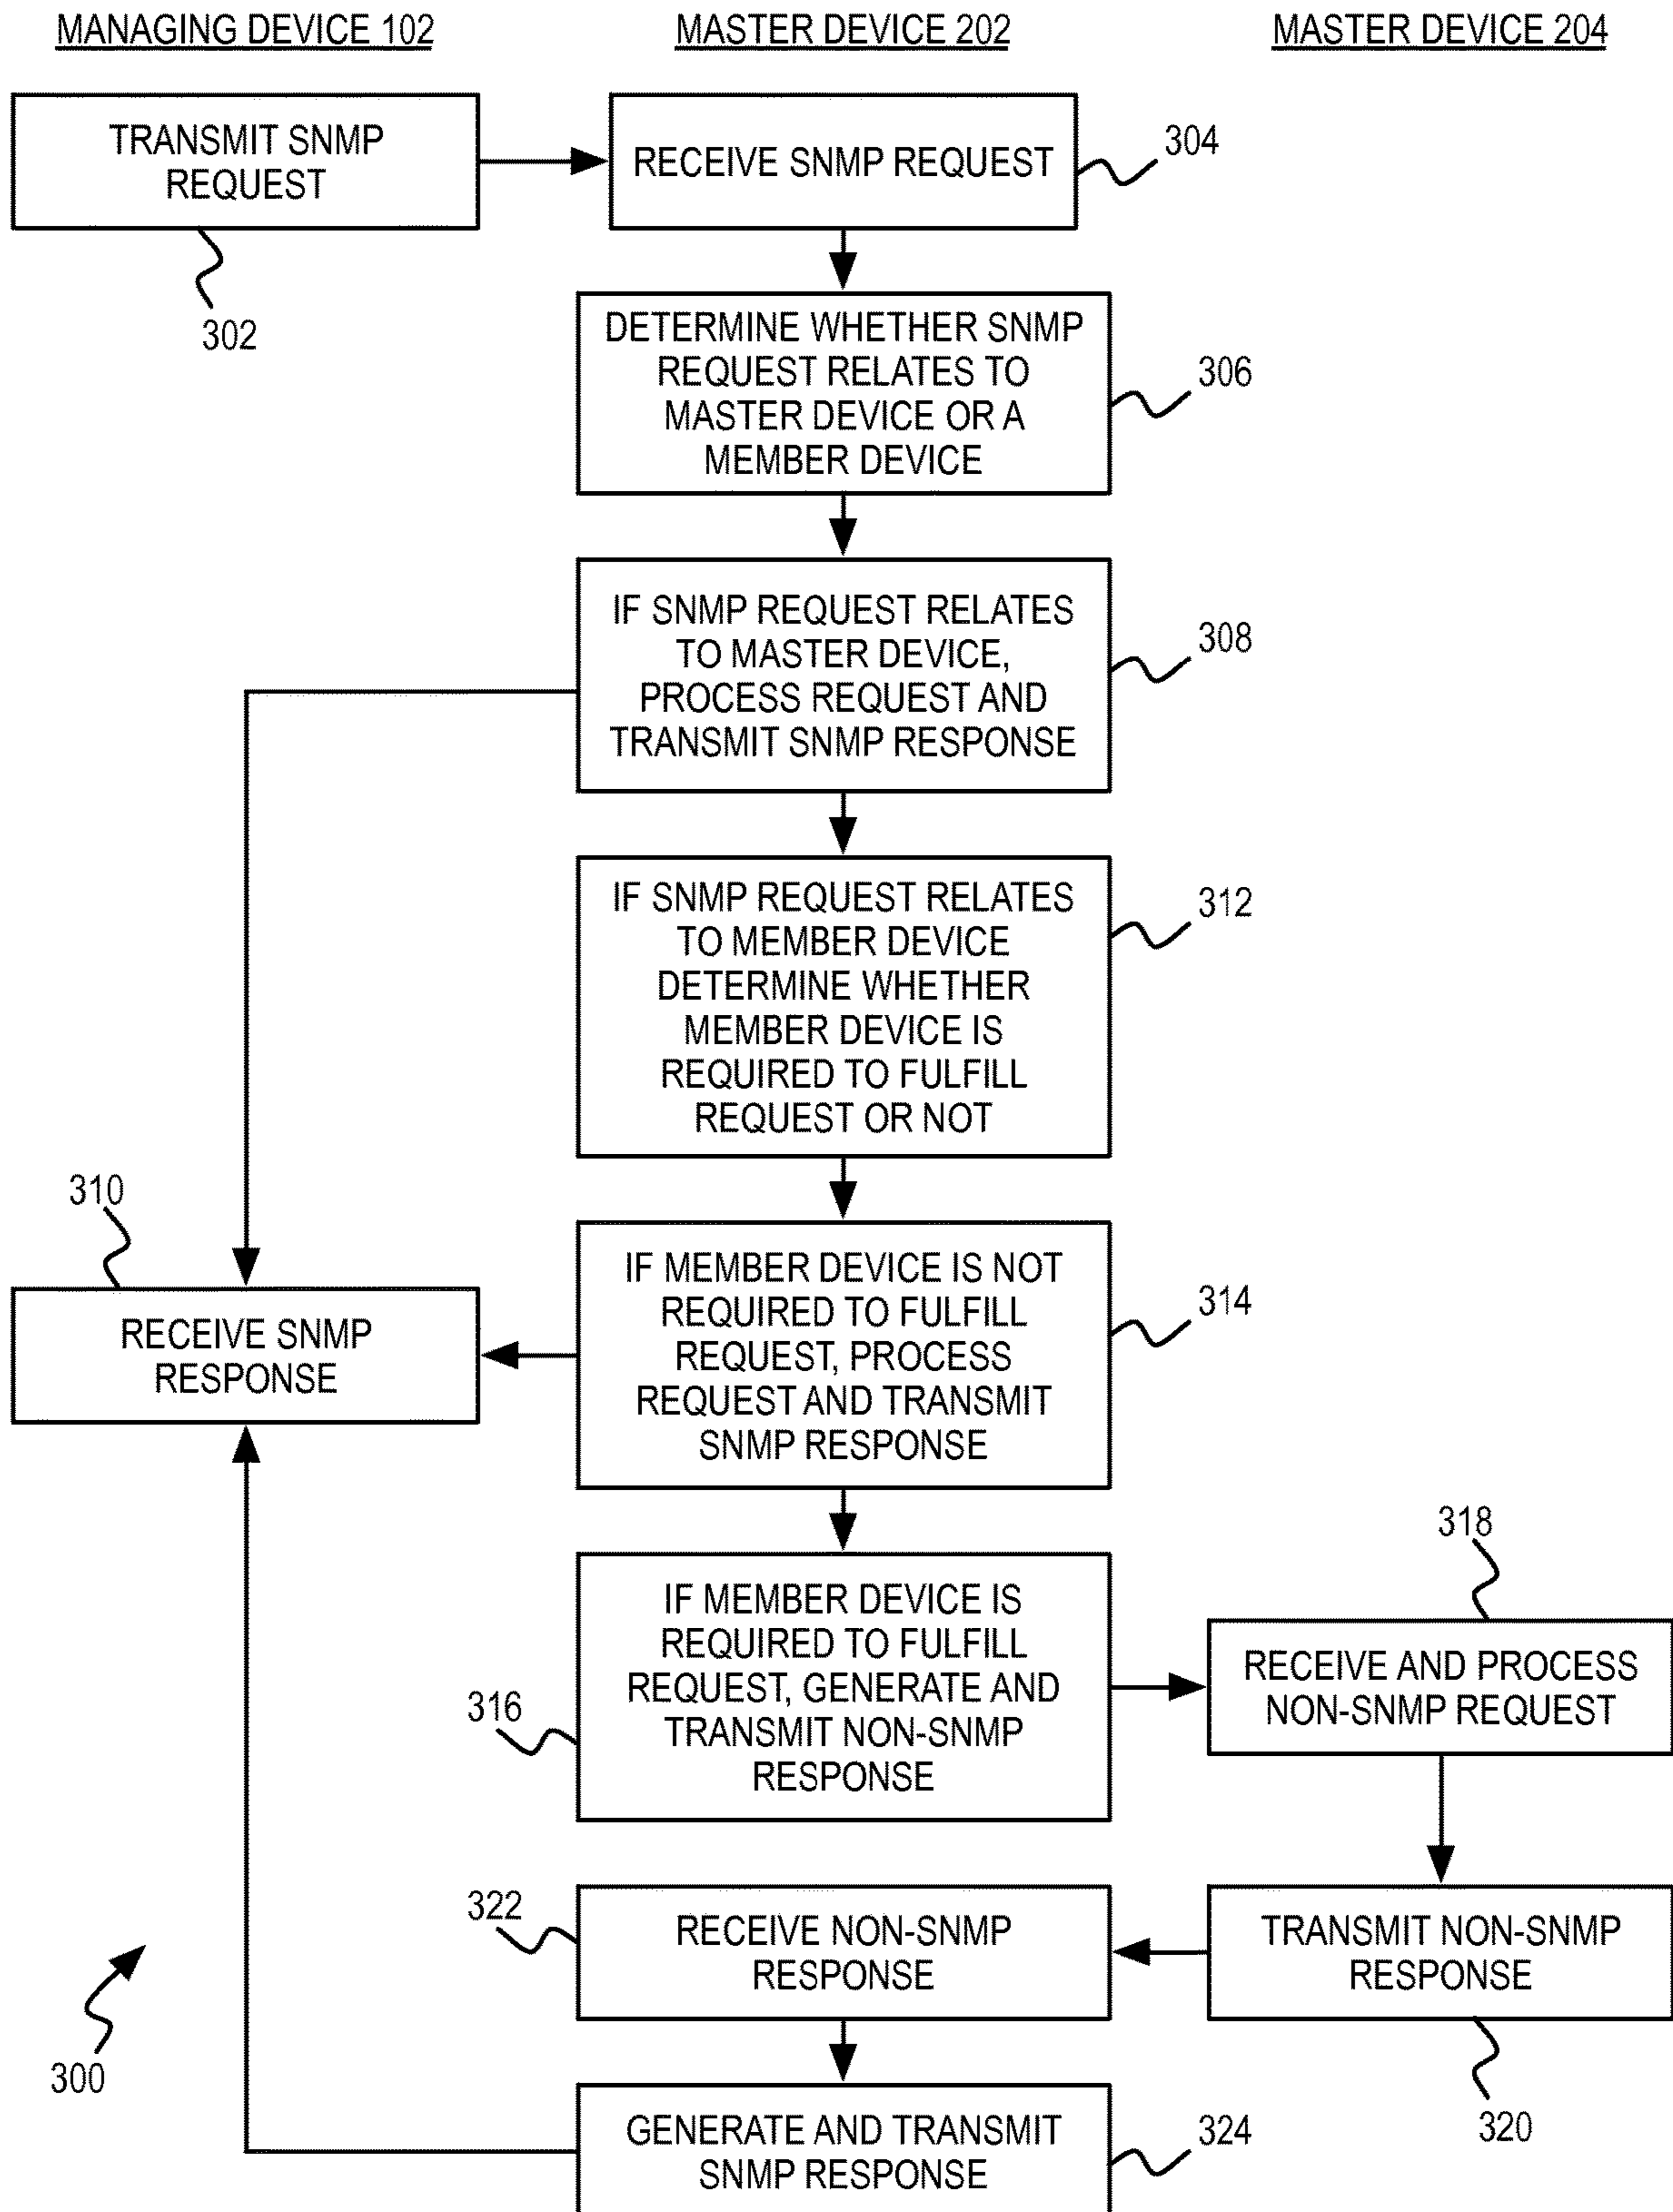 MANAGING DEVICE 102
MASTER DEVICE 202
MASTER DEVICE 204
TRANSMIT SNMP
REQUEST
302
RECEIVE SNMP REQUEST
304
DETERMINE WHETHER SNMP
REQUEST RELATES TO
MASTER DEVICE OR A
MEMBER DEVICE
306
IF SNMP REQUEST RELATES
TO MASTER DEVICE,
PROCESS REQUEST AND
TRANSMIT SNMP RESPONSE
308
IF SNMP REQUEST RELATES
TO MEMBER DEVICE
DETERMINE WHETHER
MEMBER DEVICE IS
REQUIRED TO FULFILL
REQUEST OR NOT
312
310
RECEIVE SNMP
RESPONSE
IF MEMBER DEVICE IS NOT
REQUIRED TO FULFILL
REQUEST, PROCESS
REQUEST AND TRANSMIT
SNMP RESPONSE
314
IF MEMBER DEVICE IS
REQUIRED TO FULFILL
REQUEST, GENERATE AND
TRANSMIT NON-SNMP
RESPONSE
316
318
RECEIVE AND PROCESS
NON-SNMP REQUEST
322
RECEIVE NON-SNMP
RESPONSE
TRANSMIT NON-SNMP
RESPONSE
320
300
GENERATE AND TRANSMIT
SNMP RESPONSE
324